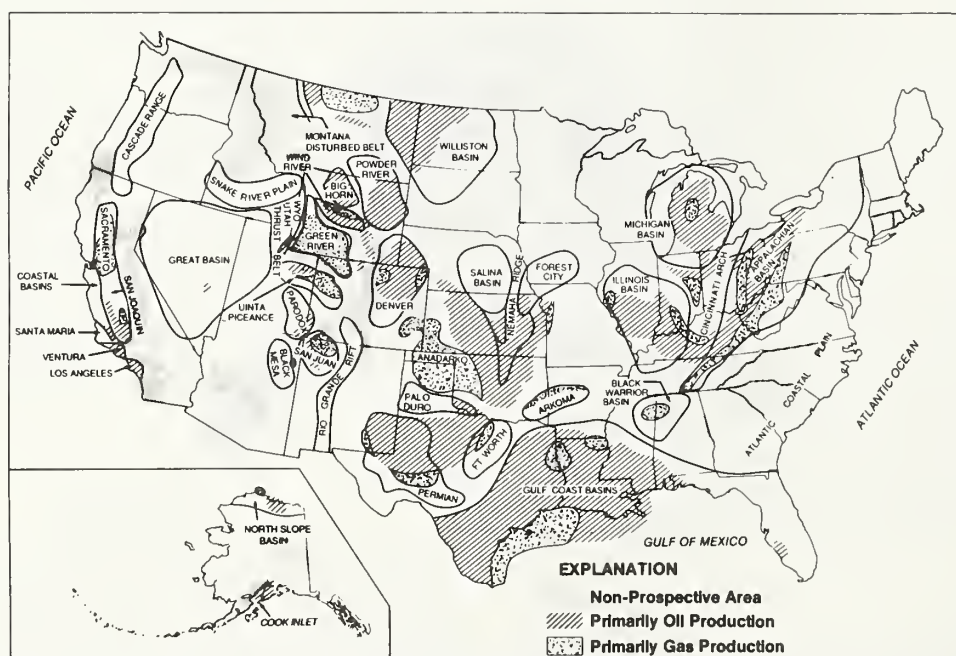 PACIFIC OCEAN
CASCADE RANGE
MONTANA
DISTURBED BELT
WILLISTON
BASIN
WIND
RIVER
POWDER
RIVER
BIG
HORN
SNAKE RIVER PLAIN
WYO
UTAH
THRUST BELT
GREEN
RIVER
SACRAMENTO
COASTAL
BASINS
SAN JOAQUIN
GREAT BASIN
UINTA
PICEANCE
PARODOX
DENVER
SALINA
BASIN
NEMAHA RIDGE
FOREST
CITY
MICHIGAN
BASIN
ILLINOIS
BASIN
CINCINNATI ARCH
APPALACHIAN
BASIN
SANTA MARIA
VENTURA
LOS ANGELES
BLACK
MESA
SAN JUAN
RIO GRANDE RIFT
ANADARKO
PALO
DURO
ARKOMA
BLACK
WARRIOR
BASIN
ATLANTIC COASTAL PLAIN
ATLANTIC OCEAN
FT WORTH
PERMIAN
GULF COAST BASINS
GULF OF MEXICO
NORTH SLOPE
BASIN
COOK INLET
EXPLANATION
Non-Prospective Area
Primarily Oil Production
Primarily Gas Production